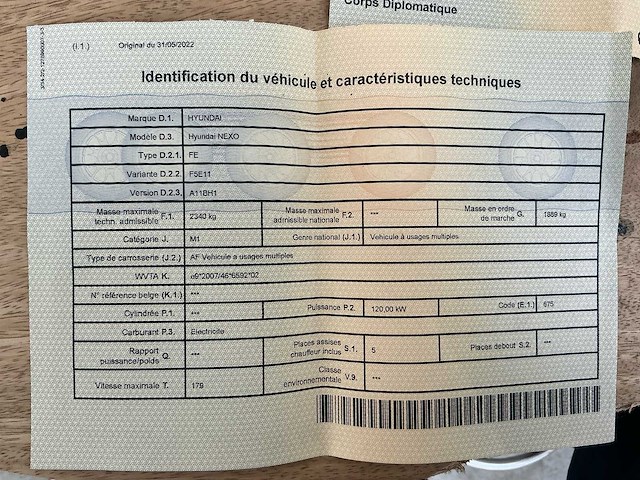 Corps Diplomatique
(I.1.) Original du 31/05/2022
Identification du véhicule et caractéristiques techniques
Marque D.1. HYUNDAI
Modèle D.3. Hyundai NEXO
Type D.2.1. FE
Variante D.2.2. F5E11
Version D.2.3. A11BH1
Masse maximale techn. admissible F.1. 2340 kg Masse maximale admissible nationale F.2. *** Masse en ordre de marche G. 1889 kg
Catégorie J. M1 Genre national (J.1.) Vehicule à usages multiples
Type de carrosserie (J.2.) AF Vehicule a usages multiples
WVTA K. e9*2007/46*6592*02
N° référence belge (K.1.) ***
Cylindrée P.1. *** Puissance P.2. 120,00 kW Code (E.1.) 675
Carburant P.3. Electricite
Rapport puissance/poids Q. *** Places assises chauffeur inclus S.1. 5 Places debout S.2. ***
Vitesse maximale T. 179 Classe environnementale V.9. ***